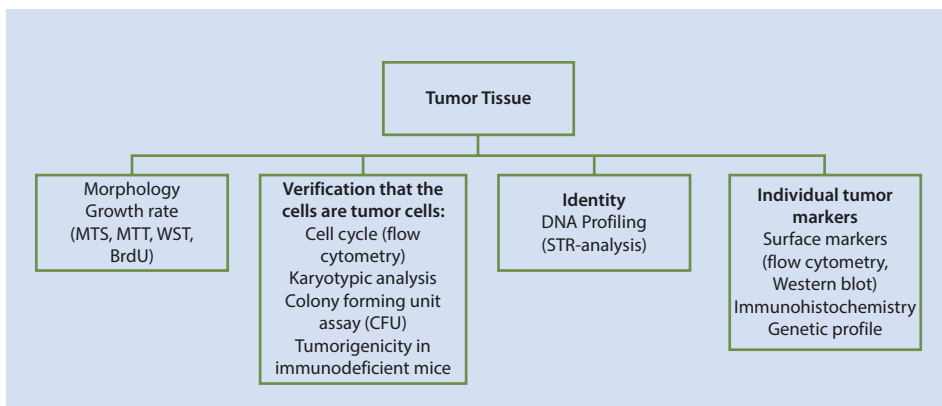 Tumor Tissue
Morphology
Growth rate
(MTS, MTT, WST,
BrdU)
Verification that the
cells are tumor cells:
Cell cycle (flow
cytometry)
Karyotypic analysis
Colony forming unit
assay (CFU)
Tumorigenicity in
immunodeficient mice
Identity
DNA Profiling
(STR-analysis)
Individual tumor
markers
Surface markers
(flow cytometry,
Western blot)
Immunohistochemistry
Genetic profile